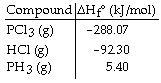 Compound ΔHf° (kJ/mol)
PCl3 (g) −288.07
HCl (g) −92.30
PH3 (g) 5.40